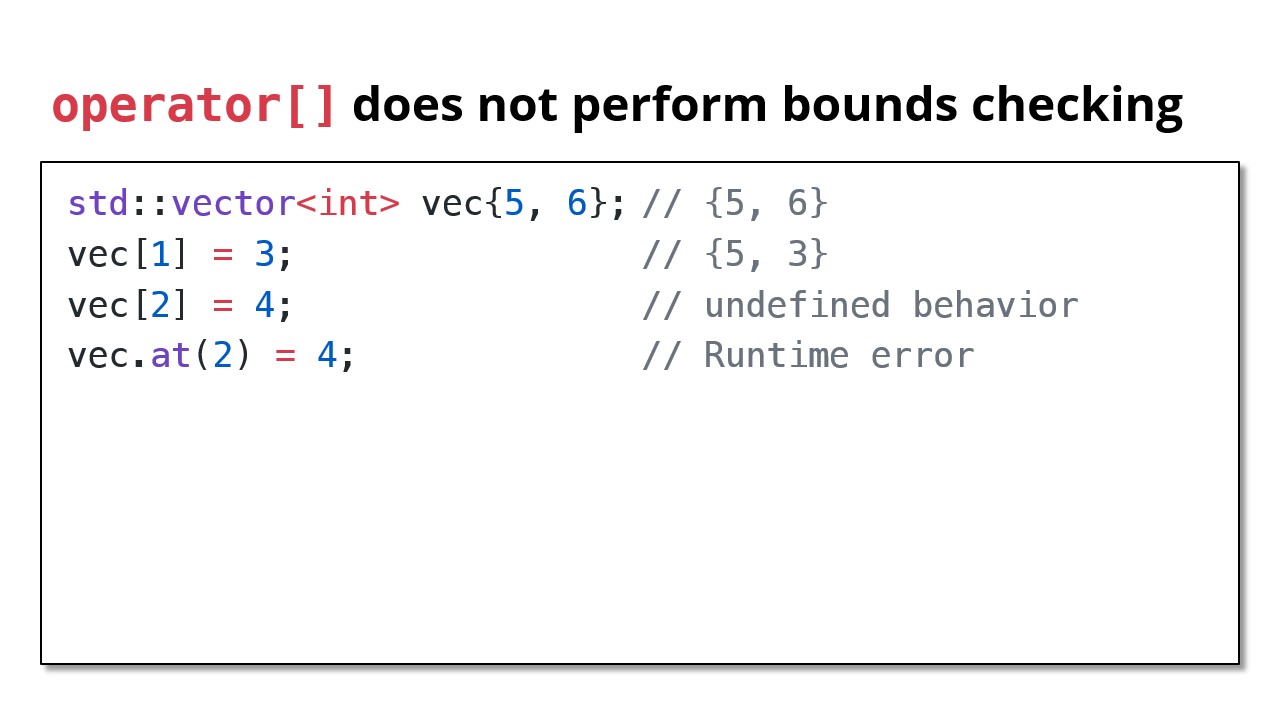 operator[] does not perform bounds checking
std::vector<int> vec{5, 6}; // {5, 6}
vec[1] = 3; // {5, 3}
vec[2] = 4; // undefined behavior
vec.at(2) = 4; // Runtime error